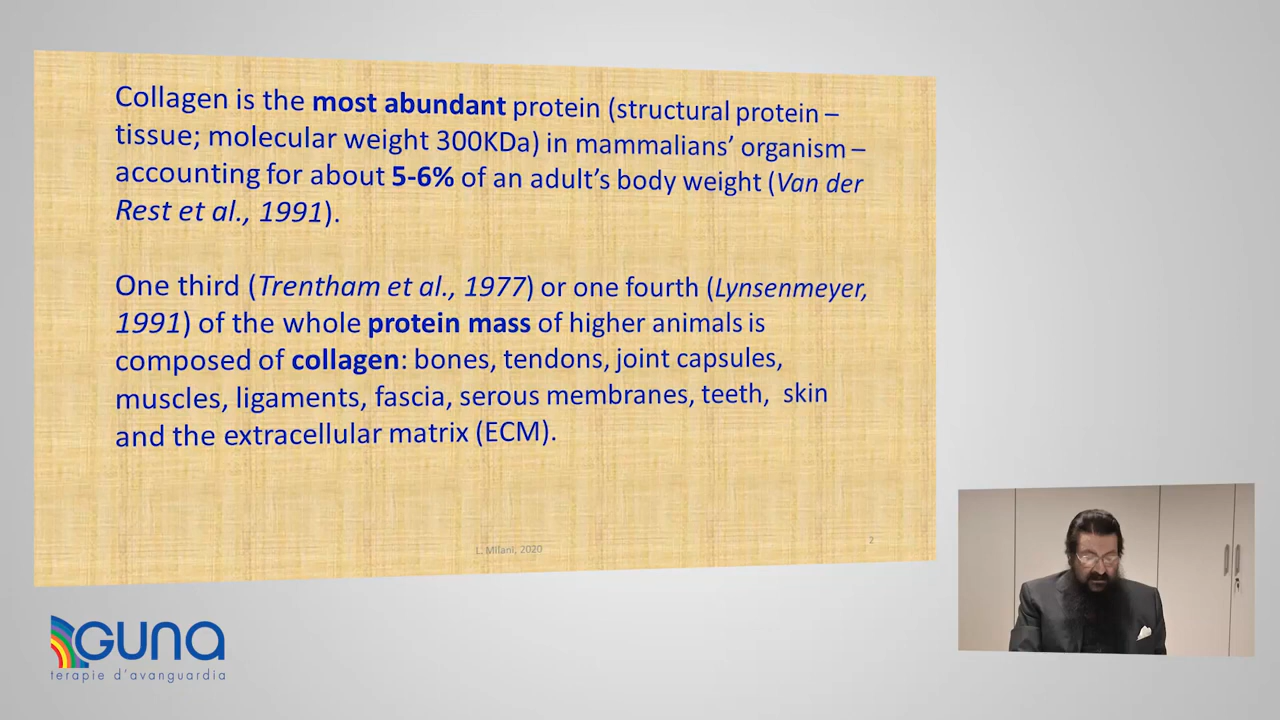 Collagen is the most abundant protein (structural protein –
tissue; molecular weight 300KDa) in mammalians’ organism –
accounting for about 5-6% of an adult’s body weight (Van der
Rest et al., 1991).
One third (Trentham et al., 1977) or one fourth (Lynsenmeyer,
1991) of the whole protein mass of higher animals is
composed of collagen: bones, tendons, joint capsules,
muscles, ligaments, fascia, serous membranes, teeth, skin
and the extracellular matrix (ECM).
L. Milani, 2020
2
GUNA
terapie d’avanguardia